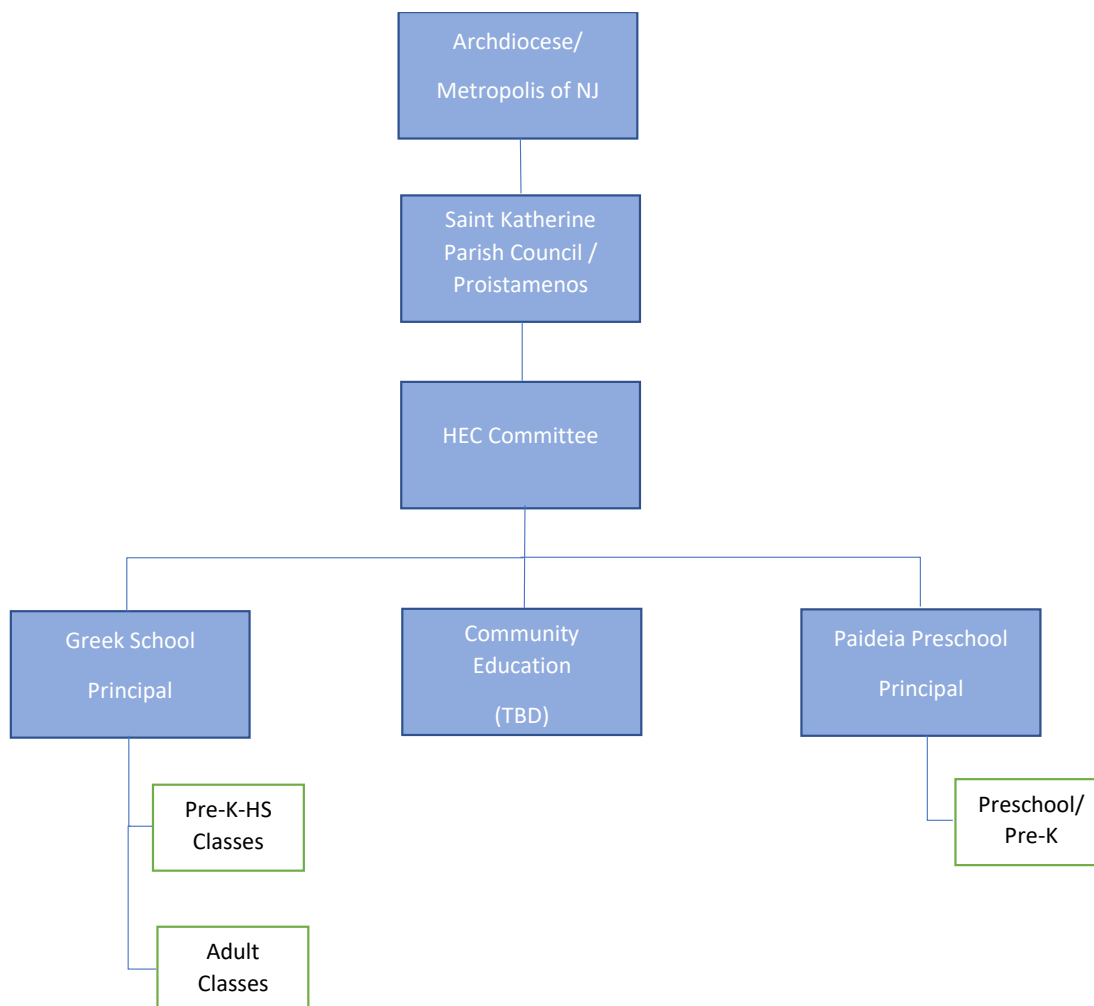 Archdiocese/
Metropolis of NJ
Saint Katherine
Parish Council /
Proistamenos
HEC Committee
Greek School
Principal
Community
Education
(TBD)
Paideia Preschool
Principal
Pre-K-HS
Classes
Preschool/
Pre-K
Adult
Classes